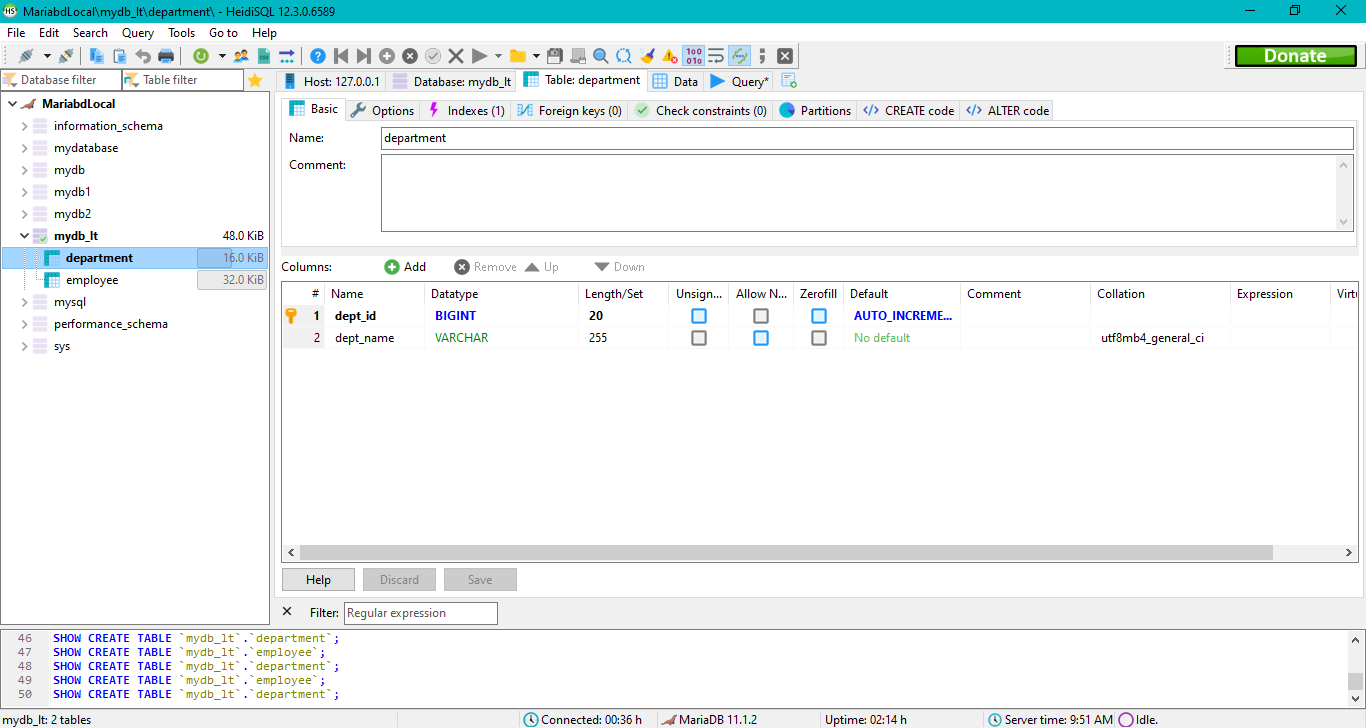 HS MariabdLocal\mydb_lt\department\ - HeidiSQL 12.3.0.6589
File Edit Search Query Tools Go to Help
Donate
Database filter Table filter
Host: 127.0.0.1 Database: mydb_lt Table: department Data Query*
MariabdLocal
information_schema
mydatabase
mydb
mydb1
mydb2
mydb_lt 48.0 KiB
department 16.0 KiB
employee 32.0 KiB
mysql
performance_schema
sys
Basic Options Indexes (1) Foreign keys (0) Check constraints (0) Partitions CREATE code ALTER code
Name: department
Comment:
Columns: Add Remove Up Down
# Name Datatype Length/Set Unsign... Allow N... Zerofill Default Comment Collation Expression Virtu
1 dept_id BIGINT 20 AUTO_INCREME...
2 dept_name VARCHAR 255 No default utf8mb4_general_ci
Help Discard Save
Filter: Regular expression
46 SHOW CREATE TABLE `mydb_lt`.`department`;
47 SHOW CREATE TABLE `mydb_lt`.`employee`;
48 SHOW CREATE TABLE `mydb_lt`.`department`;
49 SHOW CREATE TABLE `mydb_lt`.`employee`;
50 SHOW CREATE TABLE `mydb_lt`.`department`;
mydb_lt: 2 tables Connected: 00:36 h MariaDB 11.1.2 Uptime: 02:14 h Server time: 9:51 AM Idle.